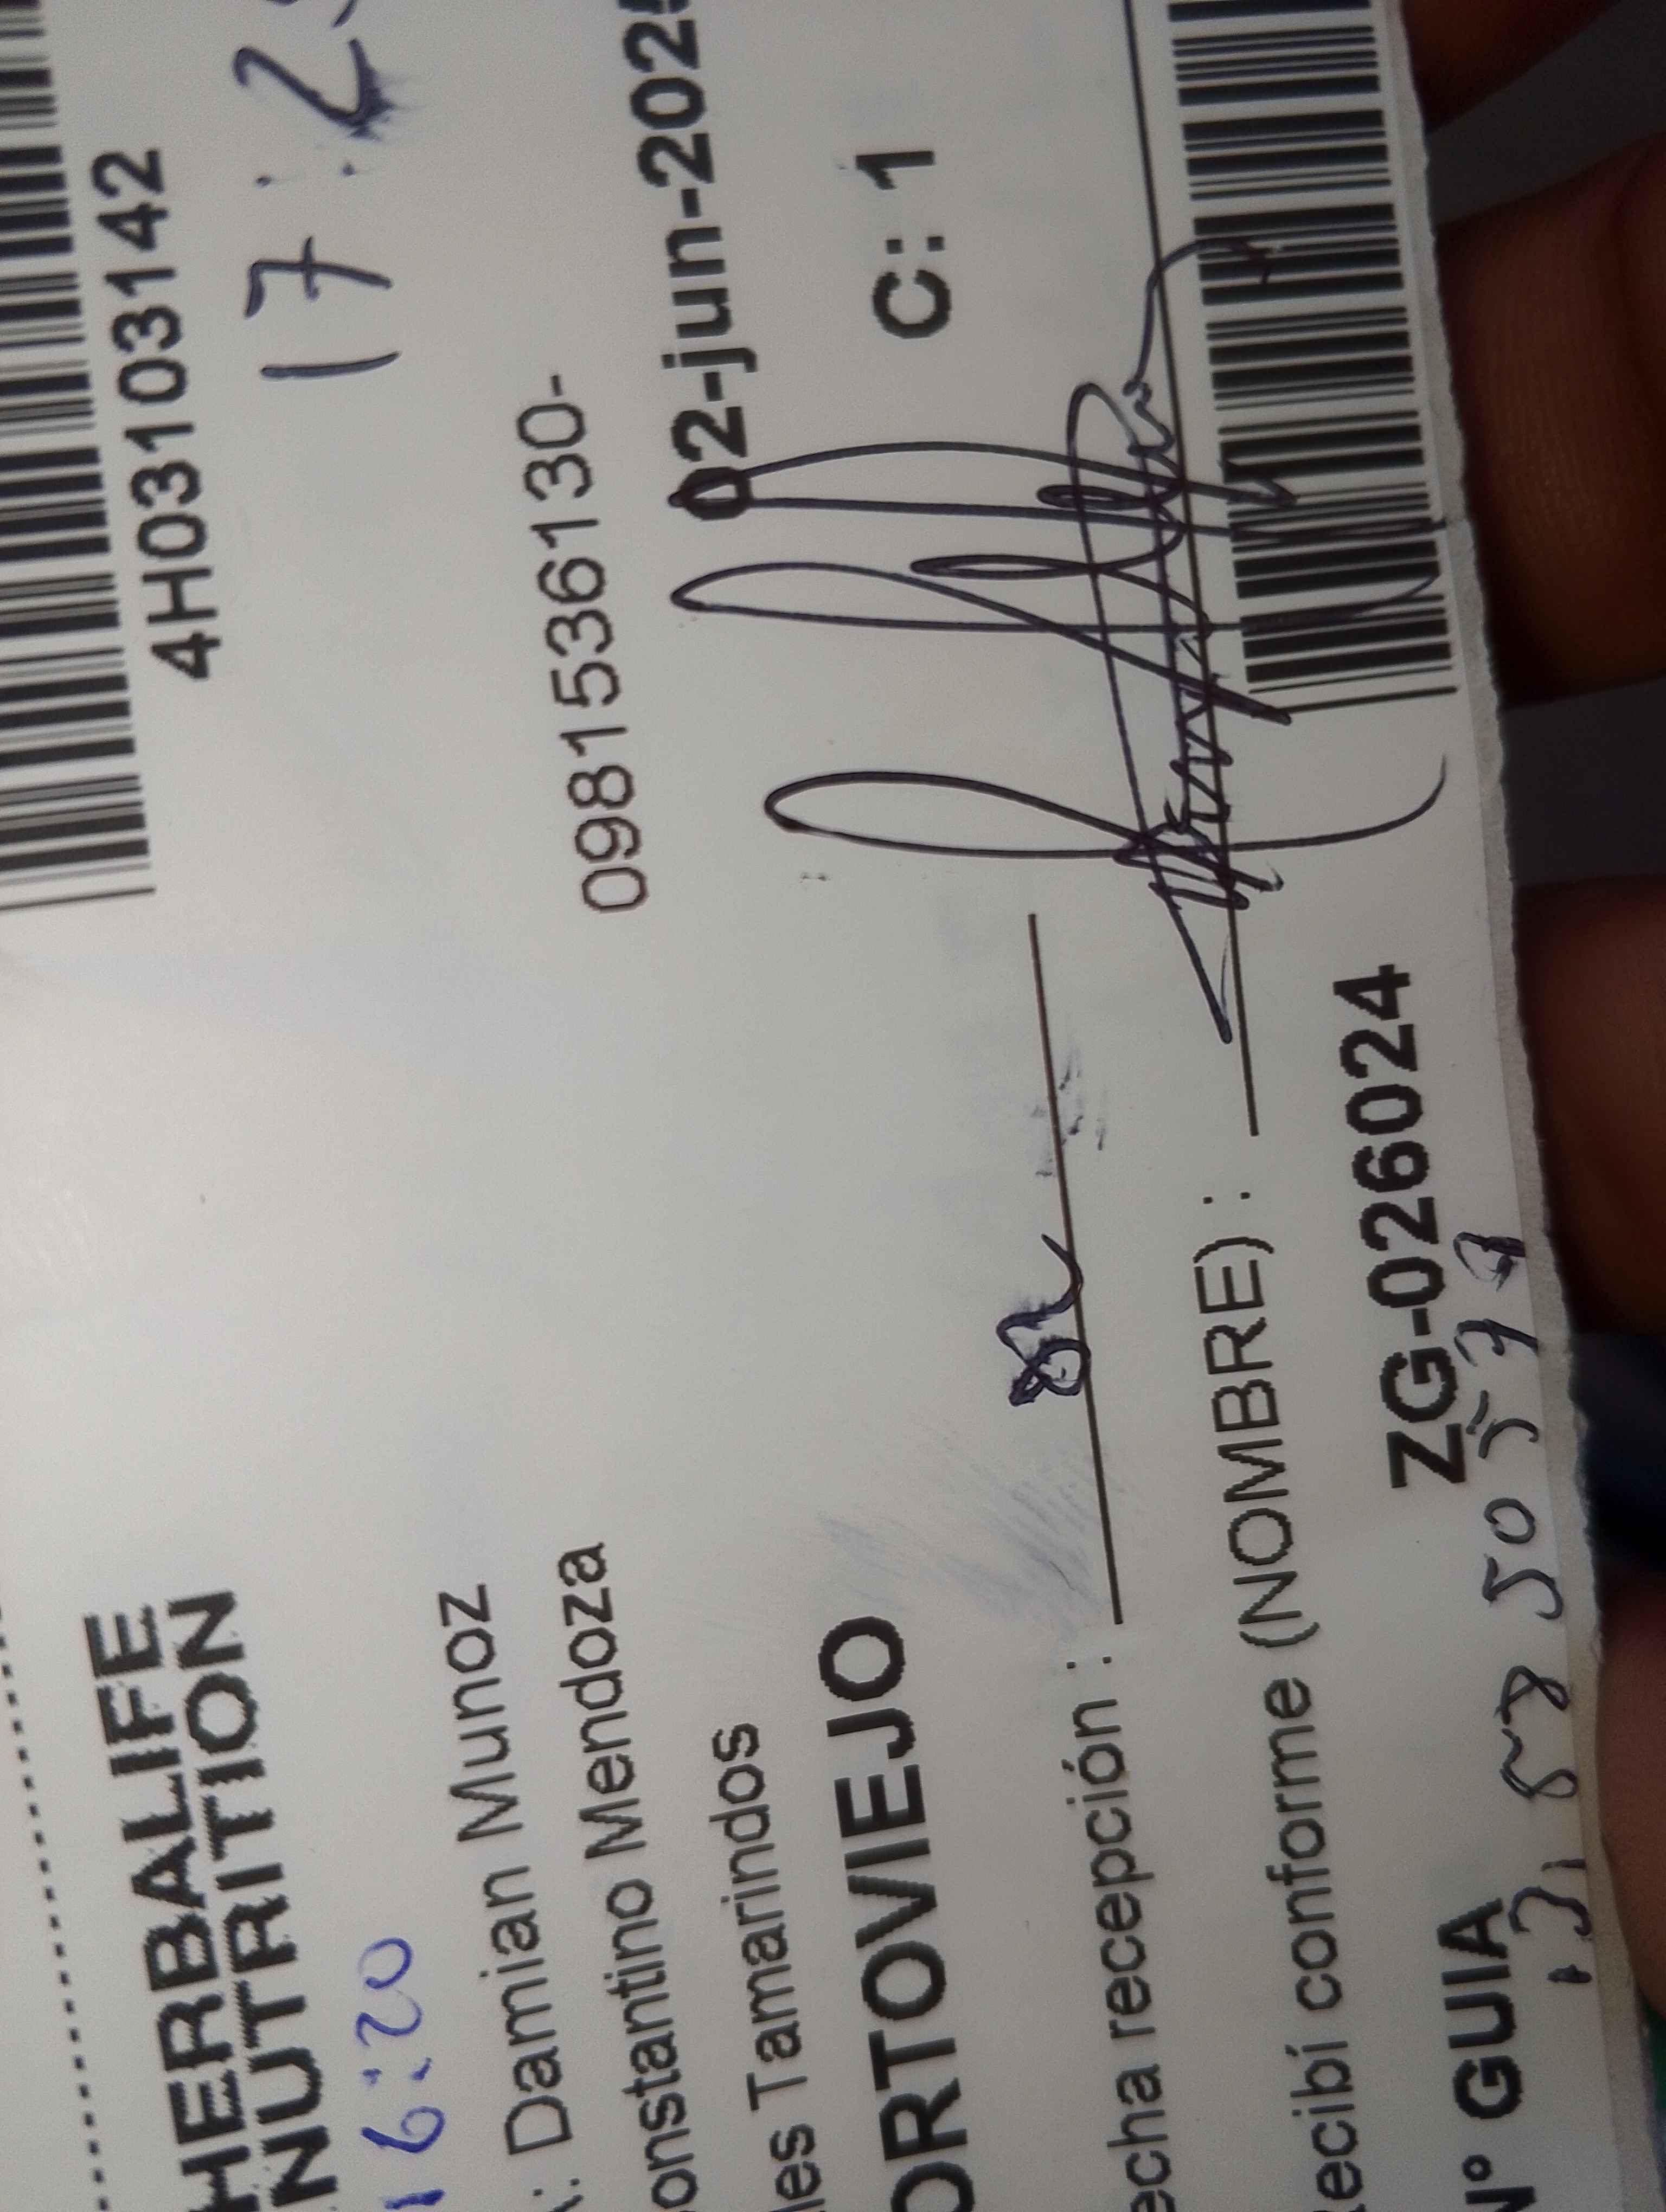 4H03103142
HERBALIFE
NUTRITION
16:20
17:2
: Damian Munoz
0981536130-
onstantino Mendoza
les Tamarindos
02-jun-202
ORTOVIEJO
C: 1
echa recepción :
ecibí conforme (NOMBRE) :
N° GUIA
ZG-026024